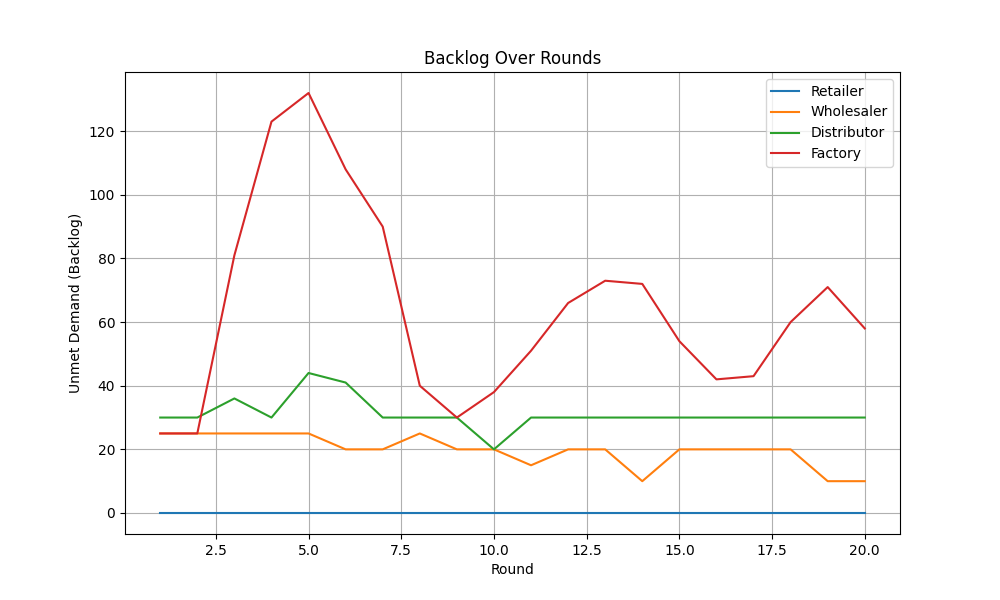 Backlog Over Rounds
Retailer
Wholesaler
Distributor
Factory
Unmet Demand (Backlog)
120
100
80
60
40
20
0
2.5 5.0 7.5 10.0 12.5 15.0 17.5 20.0
Round